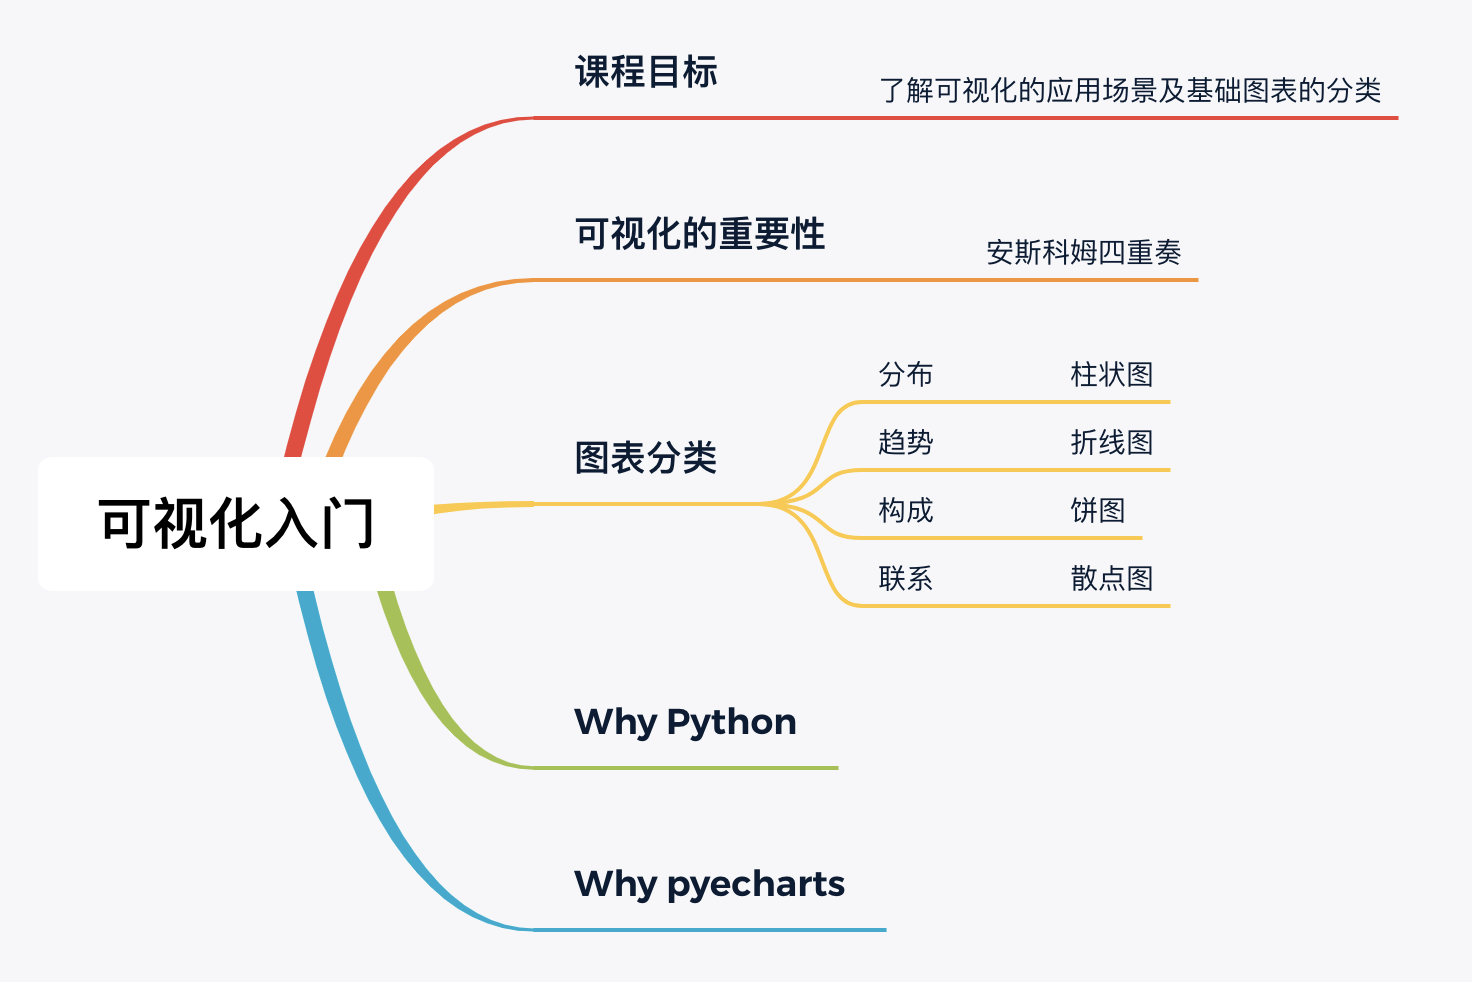 课程目标
了解可视化的应用场景及基础图表的分类
可视化的重要性
安斯科姆四重奏
可视化入门
图表分类
分布
柱状图
趋势
折线图
构成
饼图
联系
散点图
Why Python
Why pyecharts